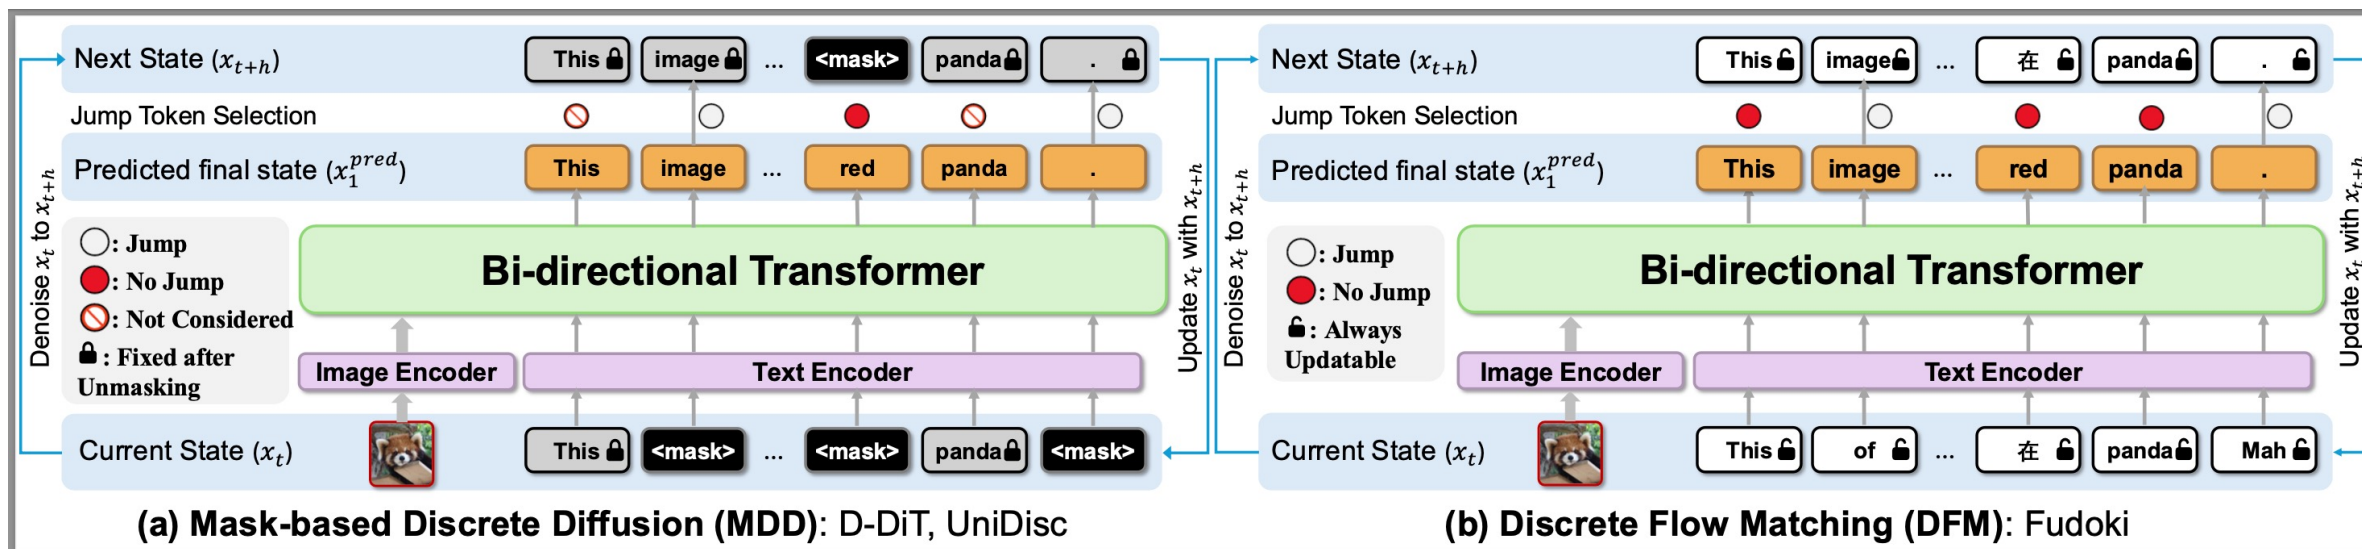 Next State (x_{t+h})
This image ... <mask> panda .
Jump Token Selection
Predicted final state (x_1^{pred})
This image ... red panda .
: Jump
: No Jump
: Not Considered
: Fixed after
Unmasking
Bi-directional Transformer
Image Encoder
Text Encoder
Current State (x_t)
This <mask> ... <mask> panda <mask>
Denoise x_t to x_{t+h}
Update x_t with x_{t+h}
(a) Mask-based Discrete Diffusion (MDD): D-DiT, UniDisc
Denoise x_t to x_{t+h}
Next State (x_{t+h})
This image ... 在 panda .
Jump Token Selection
Predicted final state (x_1^{pred})
This image ... red panda .
: Jump
: No Jump
: Always
Updatable
Bi-directional Transformer
Image Encoder
Text Encoder
Current State (x_t)
This of ... 在 panda Mah
Update x_t with x_{t+h}
(b) Discrete Flow Matching (DFM): Fudoki